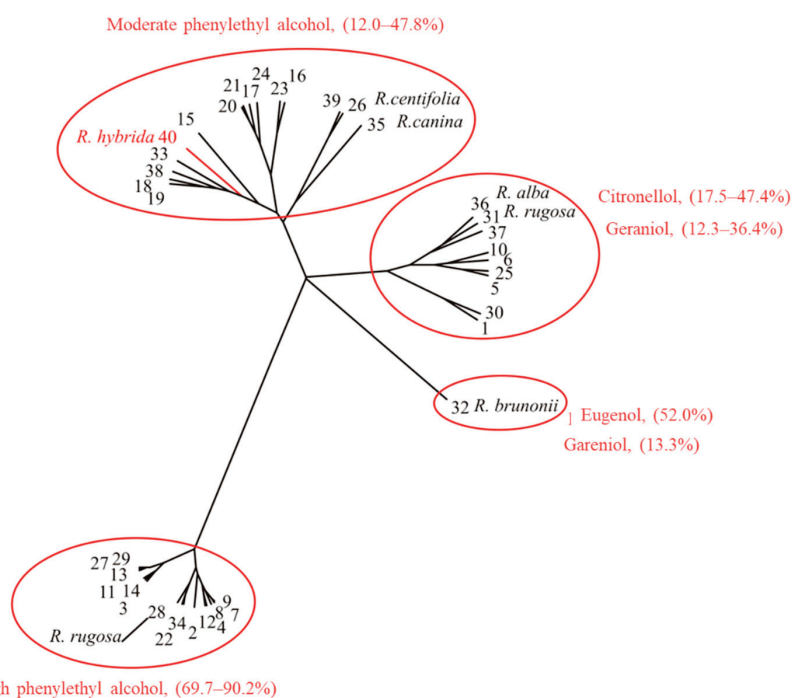 Moderate phenylethyl alcohol, (12.0–47.8%)
24 16
21 17 23
20
39 26 R.centifolia
35 R.canina
15
R. hybrida 40
33
38
18
19
36 R. alba
31 R. rugosa
37
10
6
25
5
30
1
Citronellol, (17.5–47.4%)
Geraniol, (12.3–36.4%)
32 R. brunonii
] Eugenol, (52.0%)
Gareniol, (13.3%)
27 29
13
11 14
3
28
R. rugosa
34
22
2
12
4
8
9
7
h phenylethyl alcohol, (69.7–90.2%)